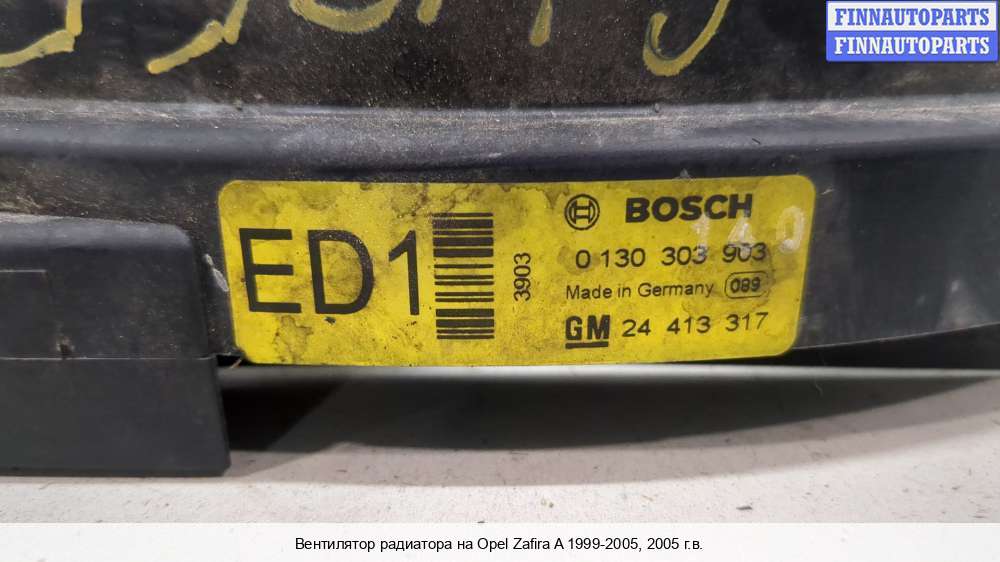 FINNAUTOPARTS
FINNAUTOPARTS
ED1
3903
BOSCH
140
0 130 303 903
Made in Germany 089
GM 24 413 317
Вентилятор радиатора на Opel Zafira A 1999-2005, 2005 г.в.